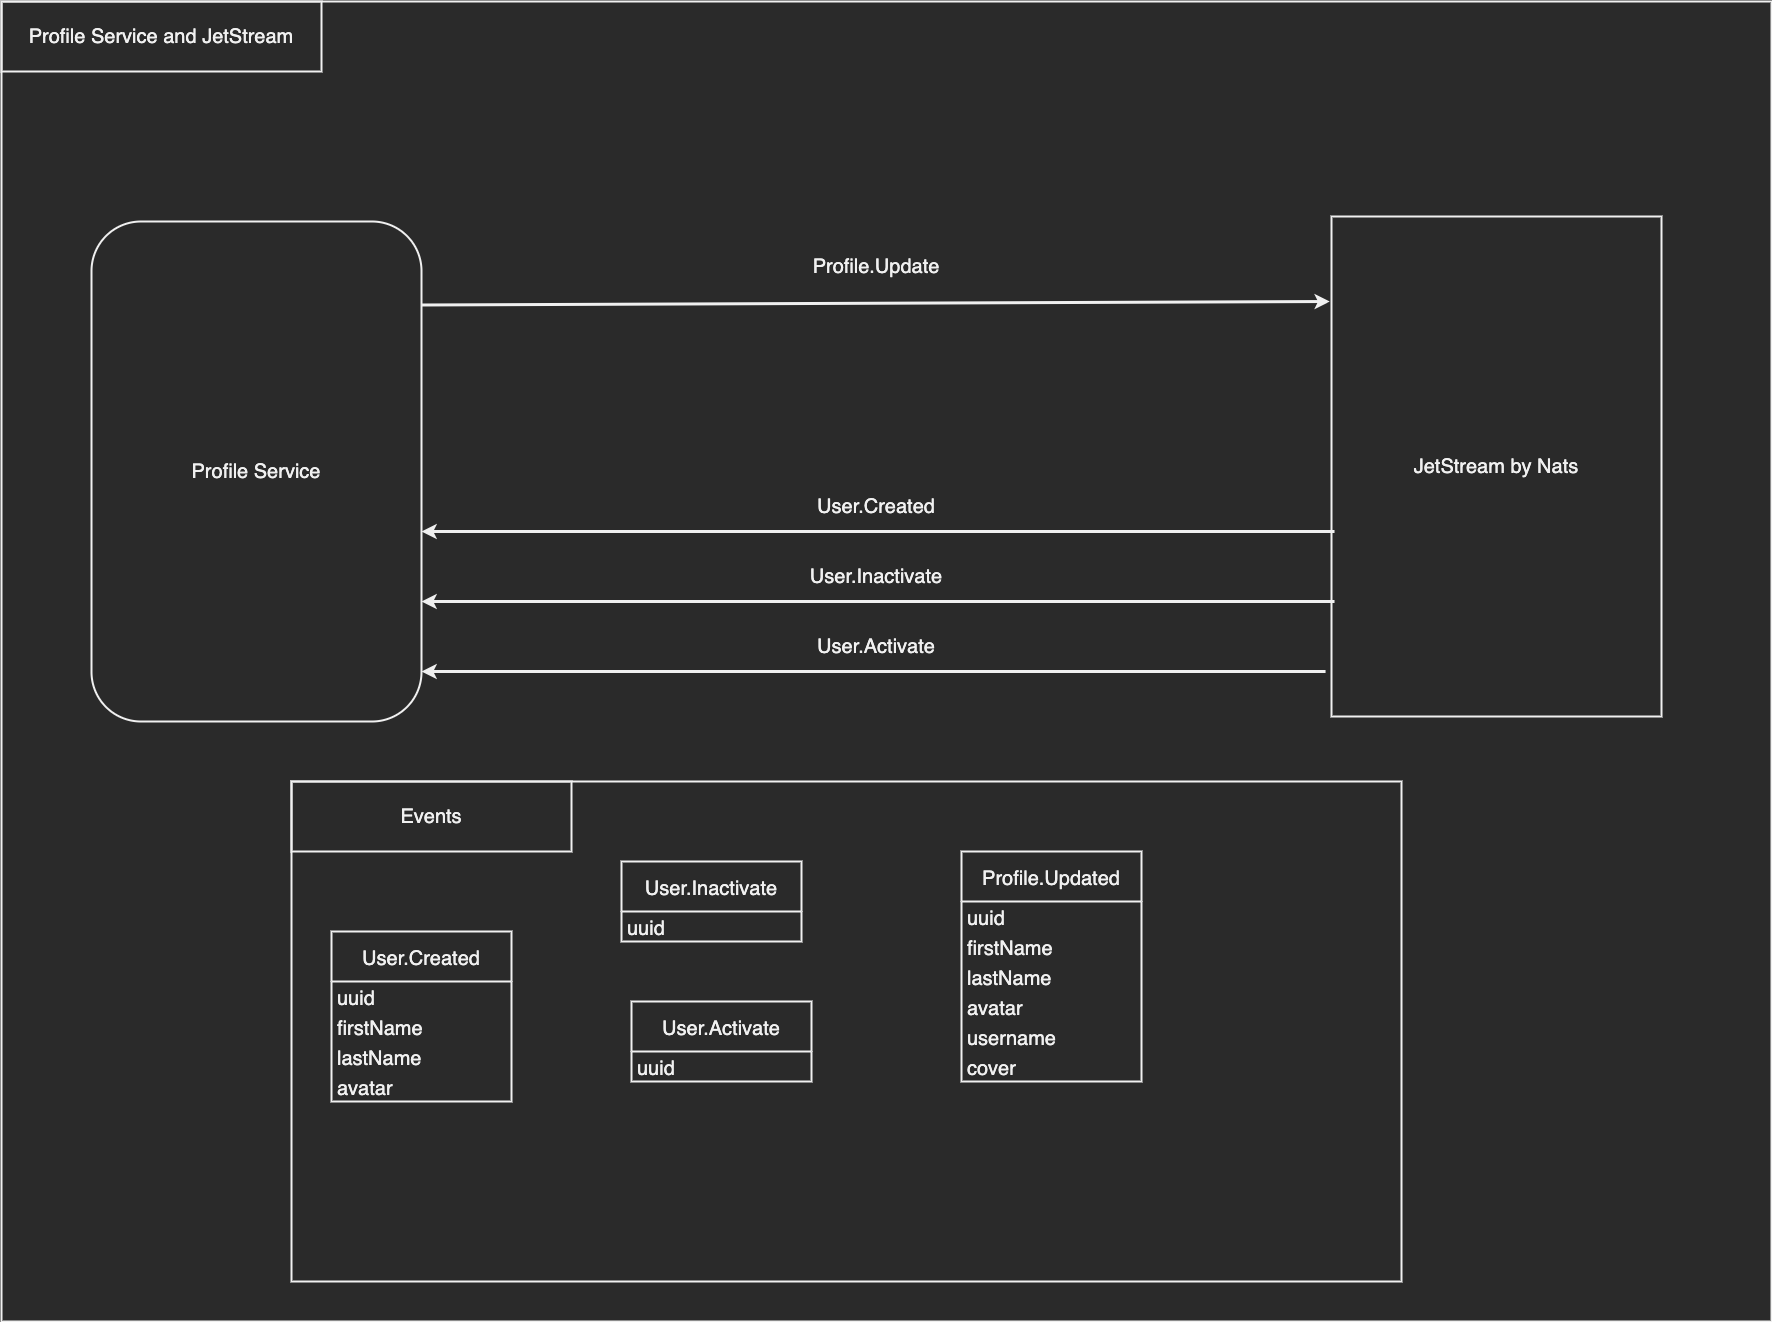 Profile Service and JetStream
Profile.Update
Profile Service
JetStream by Nats
User.Created
User.Inactivate
User.Activate
Events
User.Created
uuid
firstName
lastName
avatar
User.Inactivate
uuid
User.Activate
uuid
Profile.Updated
uuid
firstName
lastName
avatar
username
cover